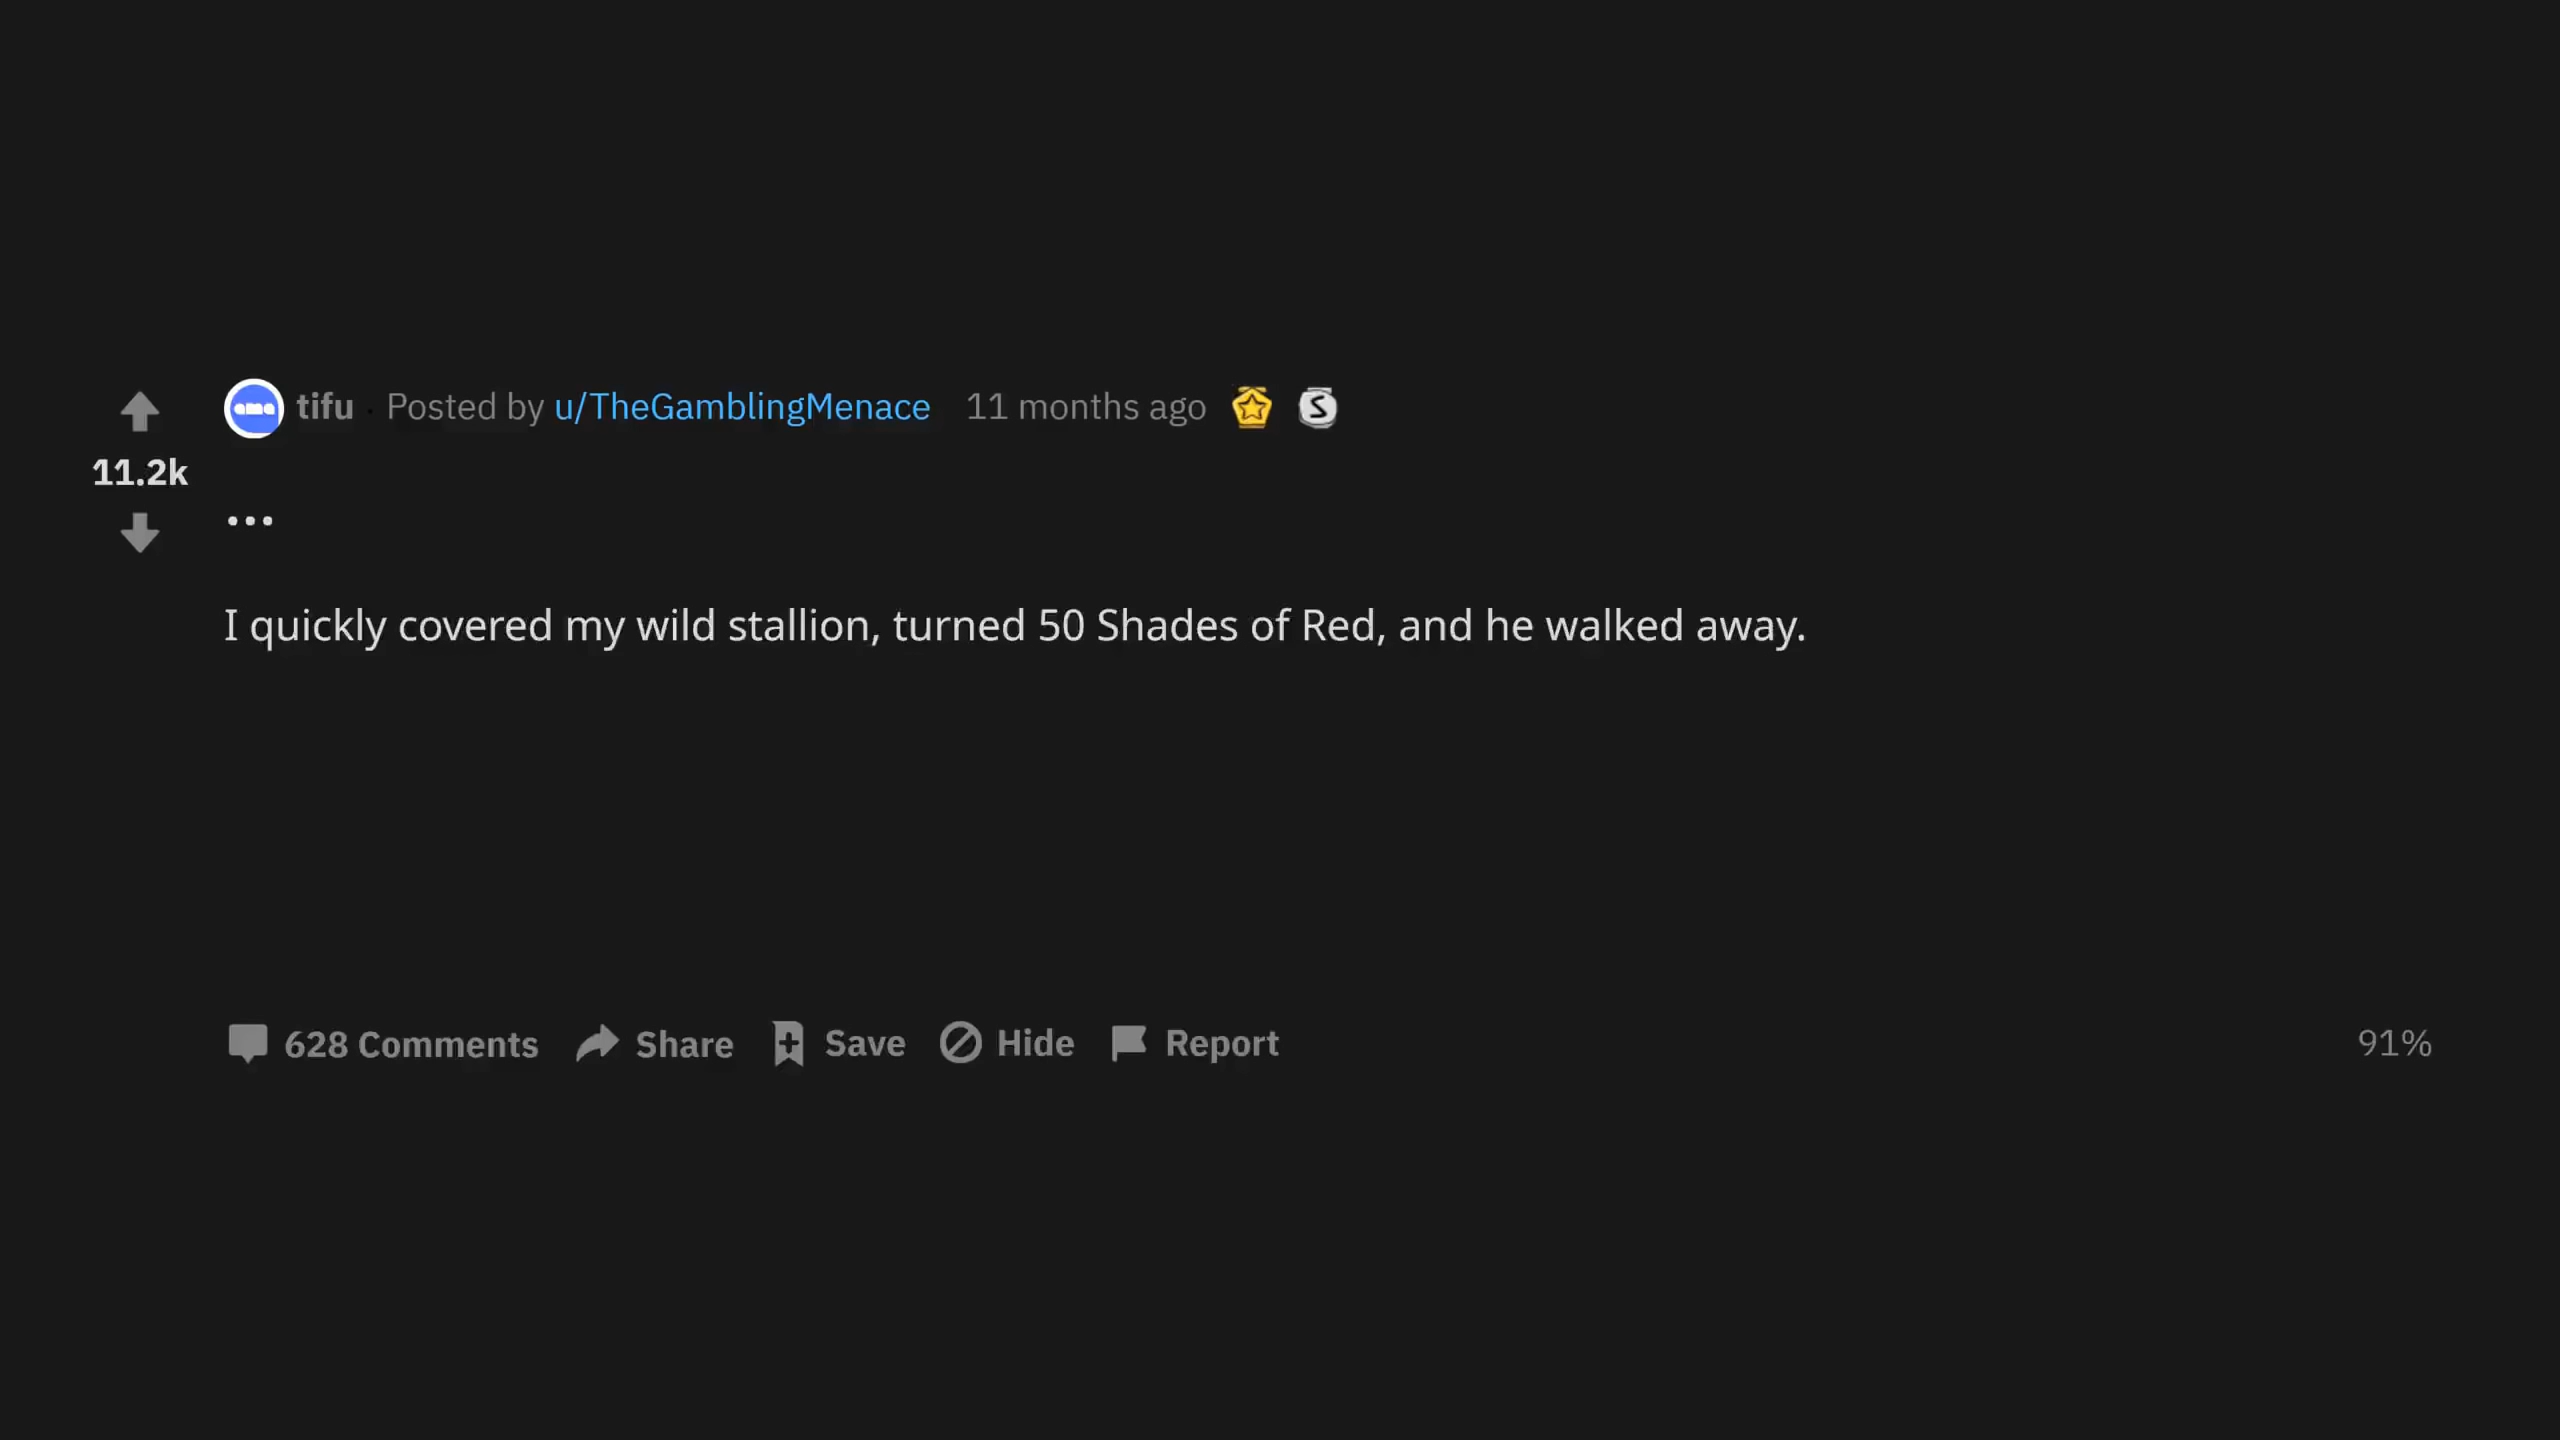 tifu · Posted by u/TheGamblingMenace 11 months ago
11.2k
...
I quickly covered my wild stallion, turned 50 Shades of Red, and he walked away.
628 Comments Share Save Hide Report 91%